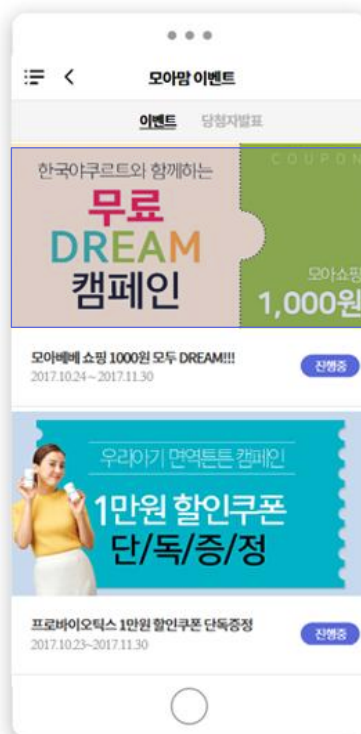 모아맘 이벤트
이벤트 당첨자발표
한국야쿠르트와 함께하는
무료
DREAM
캠페인
COUPON
모아쇼핑
1,000원
모아베베 쇼핑 1000원 모두 DREAM!!!
2017.10.24 ~ 2017.11.30
진행중
우리아기 면역튼튼 캠페인
1만원 할인쿠폰
단/독/증/정
프로바이오틱스 1만원 할인쿠폰 단독증정
2017.10.23~2017.11.30
진행중